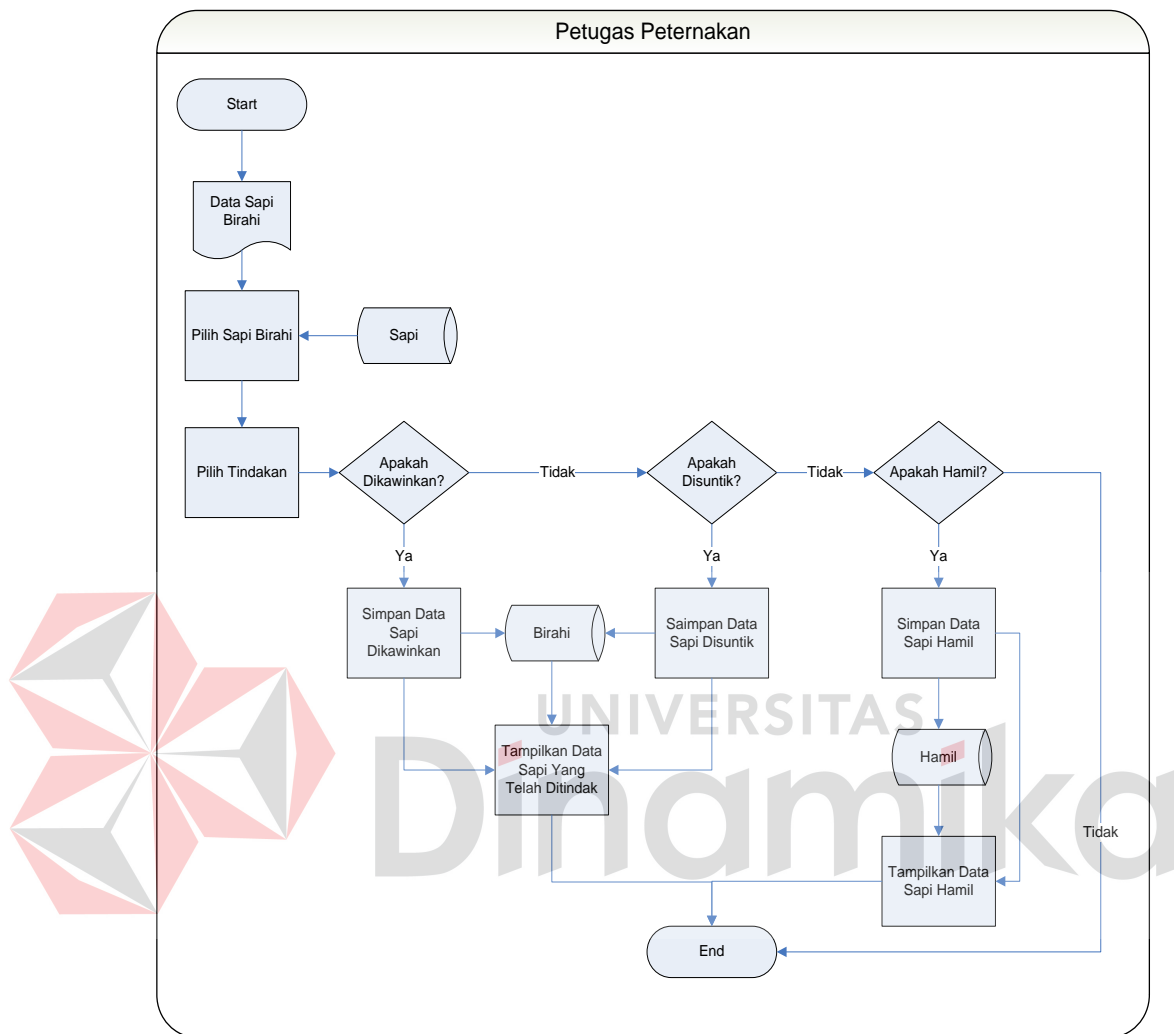 Petugas Peternakan
Start
Data Sapi
Birahi
Pilih Sapi Birahi
Sapi
Pilih Tindakan
Apakah
Dikawinkan?
Tidak
Apakah
Disuntik?
Tidak
Apakah Hamil?
Ya
Ya
Ya
Simpan Data
Sapi
Dikawinkan
Birahi
Saimpan Data
Sapi Disuntik
Simpan Data
Sapi Hamil
UNIVERSITAS
Dinamika
Tampilkan Data
Sapi Yang
Telah Ditindak
Hamil
Tidak
Tampilkan Data
Sapi Hamil
End